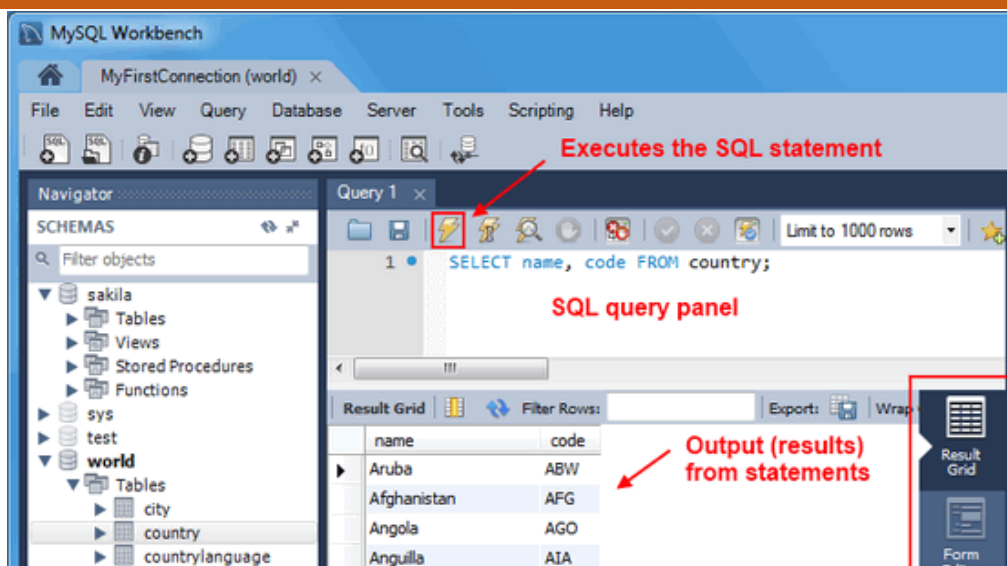 MySQL Workbench
MyFirstConnection (world) ×
File Edit View Query Database Server Tools Scripting Help
Executes the SQL statement
Navigator
Query 1 ×
SCHEMAS
Limit to 1000 rows
Filter objects
1 SELECT name, code FROM country;
sakila
SQL query panel
Tables
Views
Stored Procedures
Functions
sys
test
world
Tables
city
country
countrylanguage
Result Grid Filter Rows: Export: Wrap
name code
Aruba ABW
Afghanistan AFG
Angola AGO
Anguilla AIA
Output (results)
from statements
Result
Grid
Form